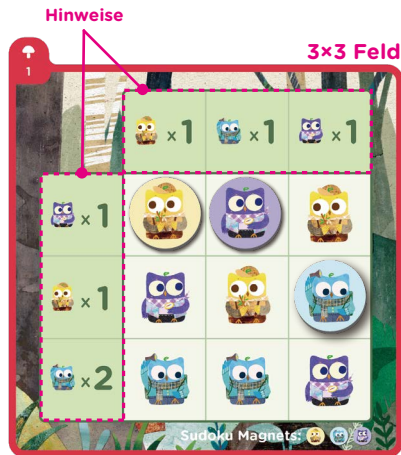 Hinweise
3×3 Feld
1
×1 ×1 ×1
×1
×1
×2
Sudoku Magnets: